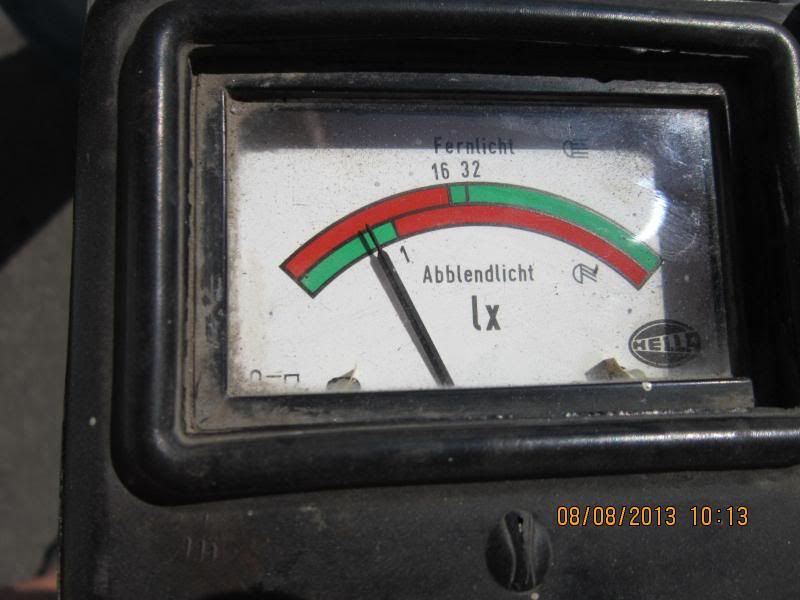 Fernlicht
16 32
1
Abblendlicht
lx
HELLA
08/08/2013 10:13